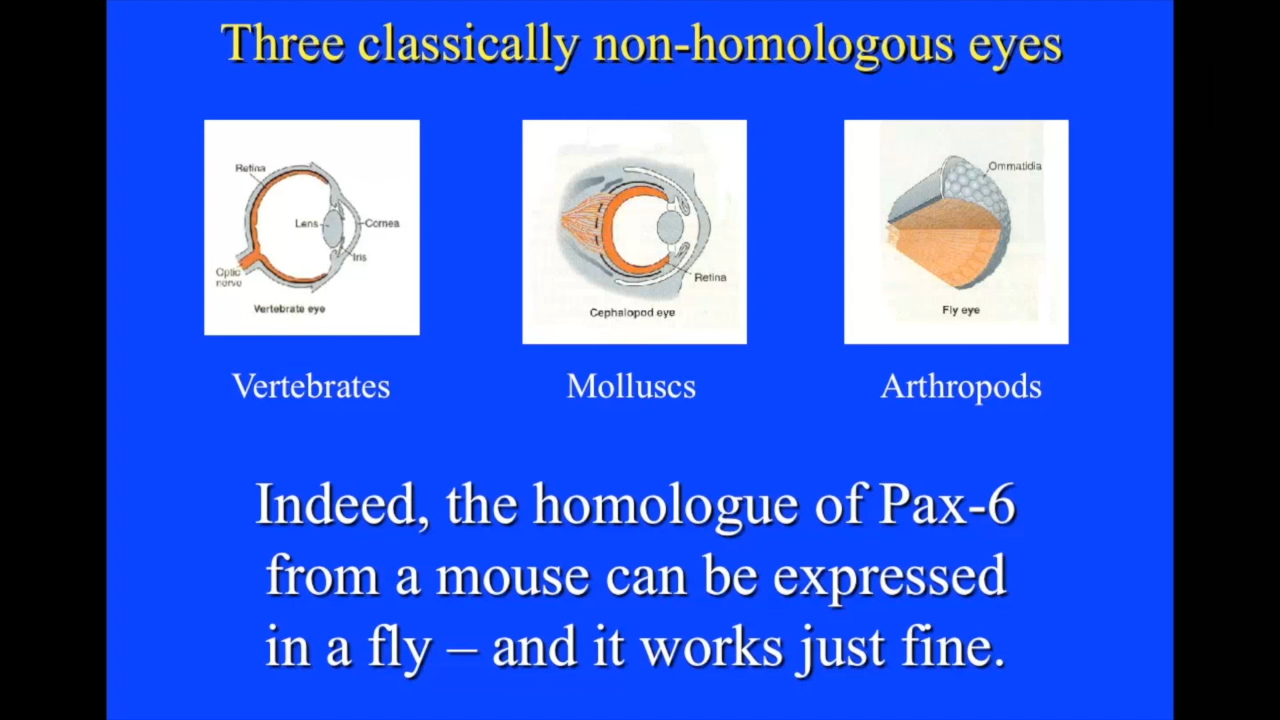 Three classically non-homologous eyes
Retina
Lens
Cornea
Iris
Optic
nerve
Vertebrate eye
Retina
Cephalopod eye
Ommatidia
Fly eye
Vertebrates
Molluscs
Arthropods
Indeed, the homologue of Pax-6
from a mouse can be expressed
in a fly – and it works just fine.